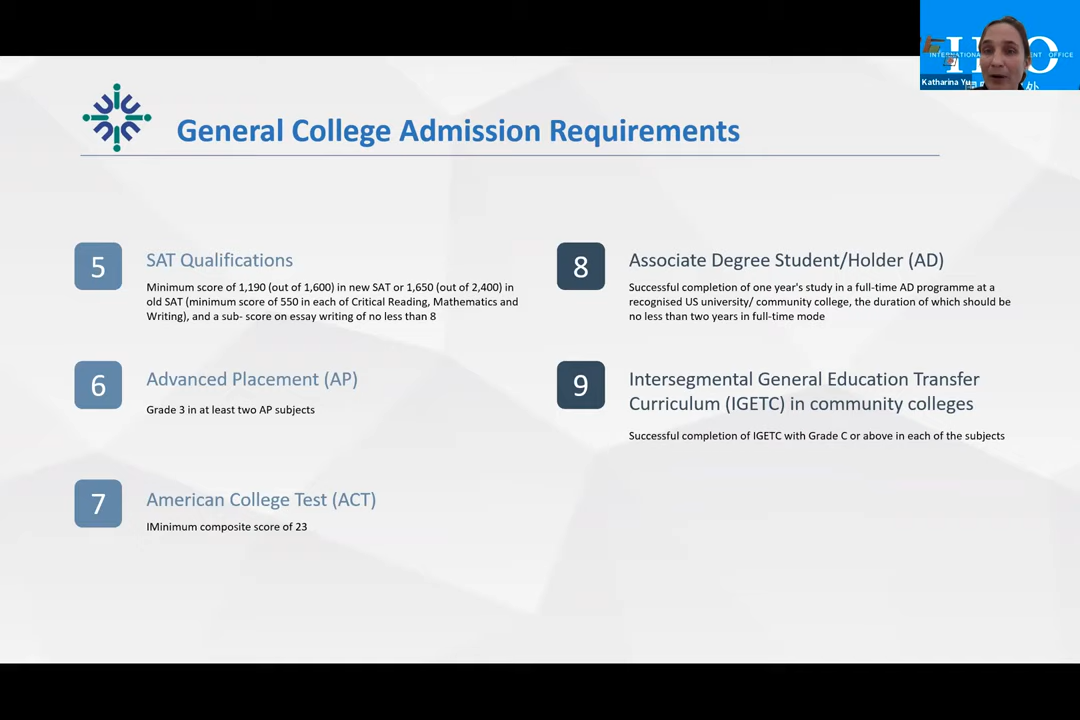 General College Admission Requirements
5
SAT Qualifications
Minimum score of 1,190 (out of 1,600) in new SAT or 1,650 (out of 2,400) in
old SAT (minimum score of 550 in each of Critical Reading, Mathematics and
Writing), and a sub- score on essay writing of no less than 8
6
Advanced Placement (AP)
Grade 3 in at least two AP subjects
7
American College Test (ACT)
IMinimum composite score of 23
8
Associate Degree Student/Holder (AD)
Successful completion of one year's study in a full-time AD programme at a
recognised US university/ community college, the duration of which should be
no less than two years in full-time mode
9
Intersegmental General Education Transfer
Curriculum (IGETC) in community colleges
Successful completion of IGETC with Grade C or above in each of the subjects
INTERNATIONA ENT OFFICE
Katharina Yu